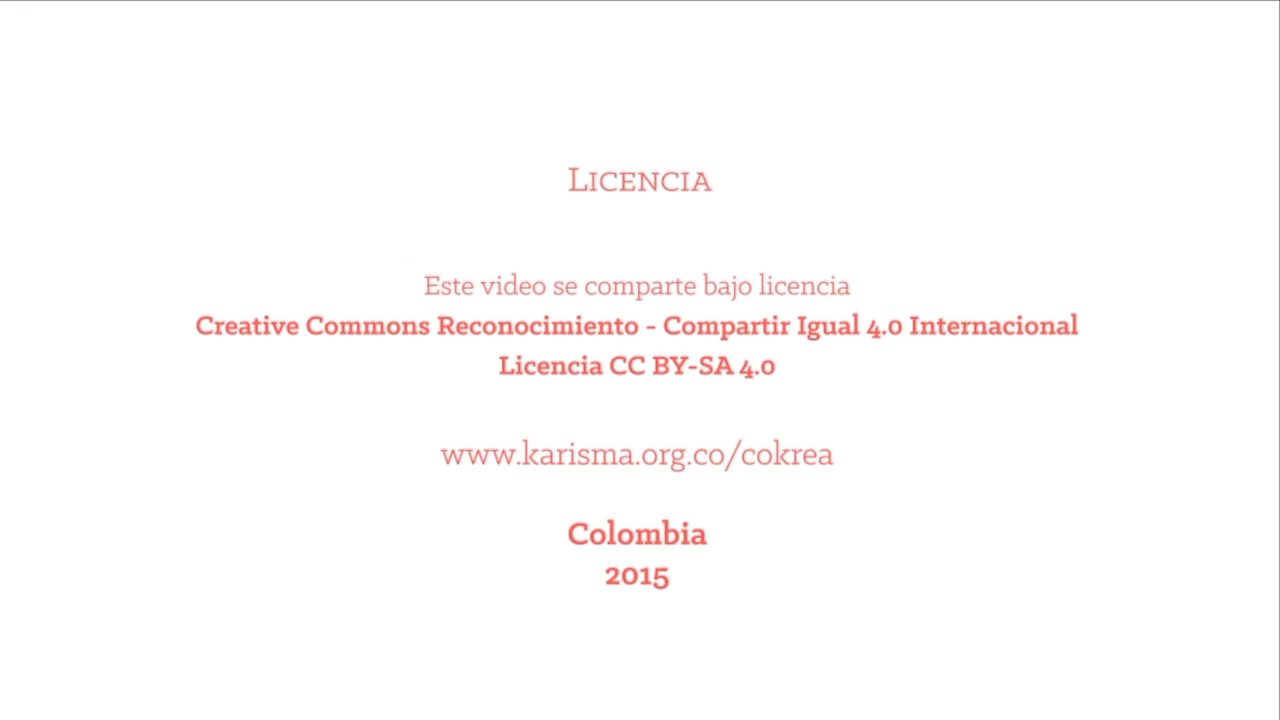 Licencia
Este video se comparte bajo licencia
Creative Commons Reconocimiento - Compartir Igual 4.0 Internacional
Licencia CC BY-SA 4.0
www.karisma.org.co/cokrea
Colombia
2015